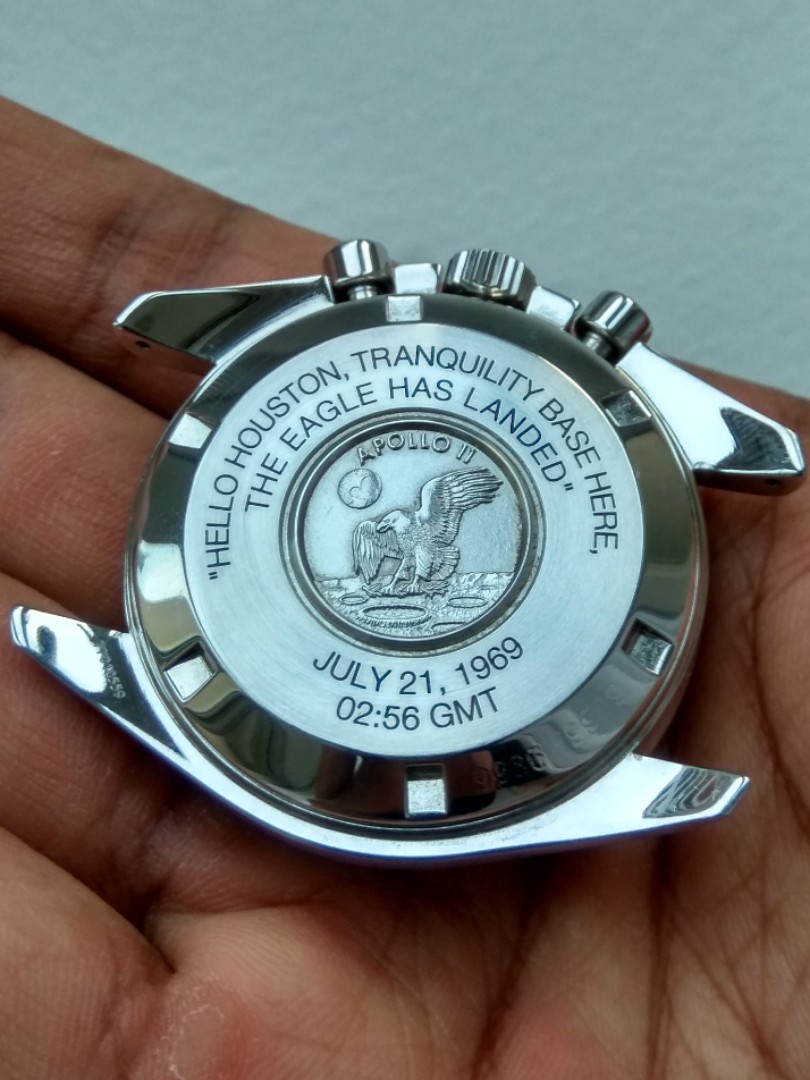 "HELLO HOUSTON, TRANQUILITY BASE HERE,
THE EAGLE HAS LANDED"
APOLLO 11
JULY 21, 1969
02:56 GMT